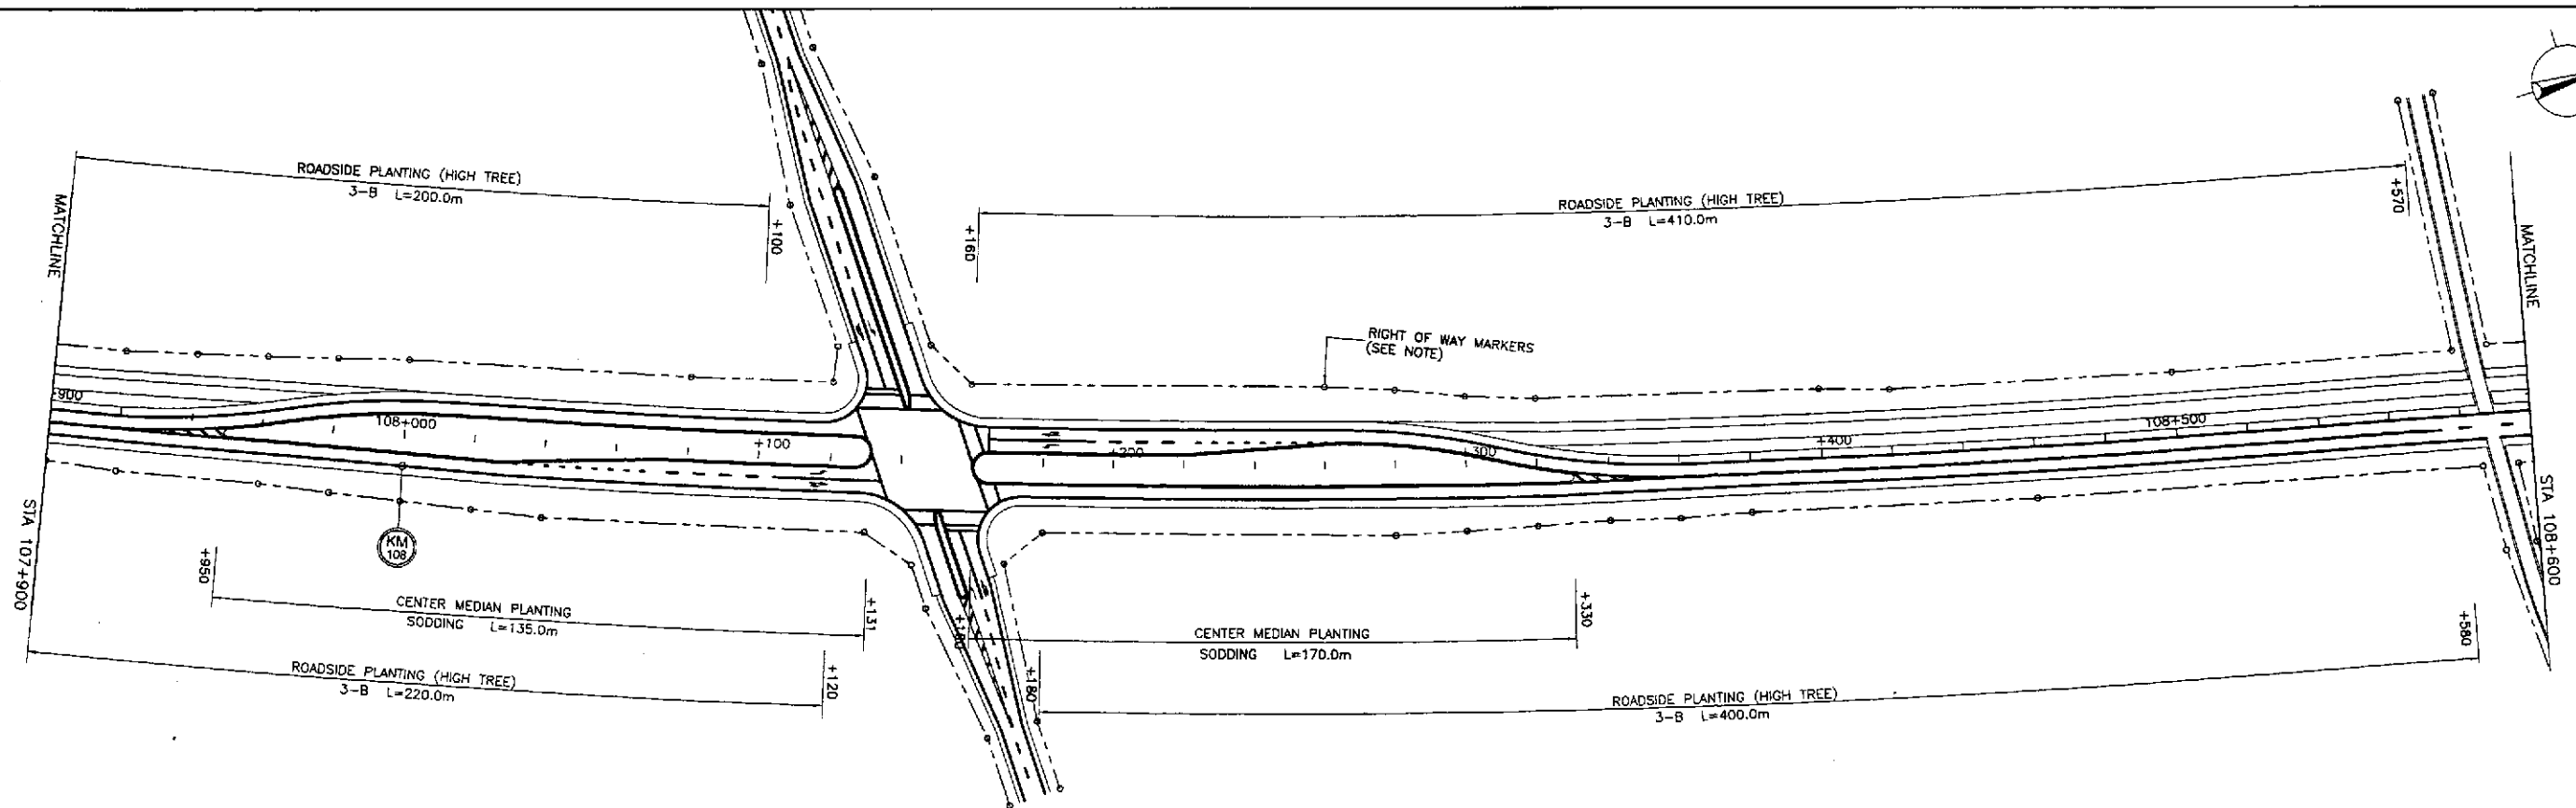 ROADSIDE PLANTING (HIGH TREE)
3-B L=200.0m
+100
ROADSIDE PLANTING (HIGH TREE)
3-B L=410.0m
+160
+570
MATCHLINE
MATCHLINE
RIGHT OF WAY MARKERS
(SEE NOTE)
900
108+000
+100
+200
+300
+400
108+500
KM
108
STA 107+900
STA 108+600
+950
CENTER MEDIAN PLANTING
SODDING L=135.0m
+131
CENTER MEDIAN PLANTING
SODDING L=170.0m
+330
ROADSIDE PLANTING (HIGH TREE)
3-B L=220.0m
+120
+180
ROADSIDE PLANTING (HIGH TREE)
3-B L=400.0m
+580